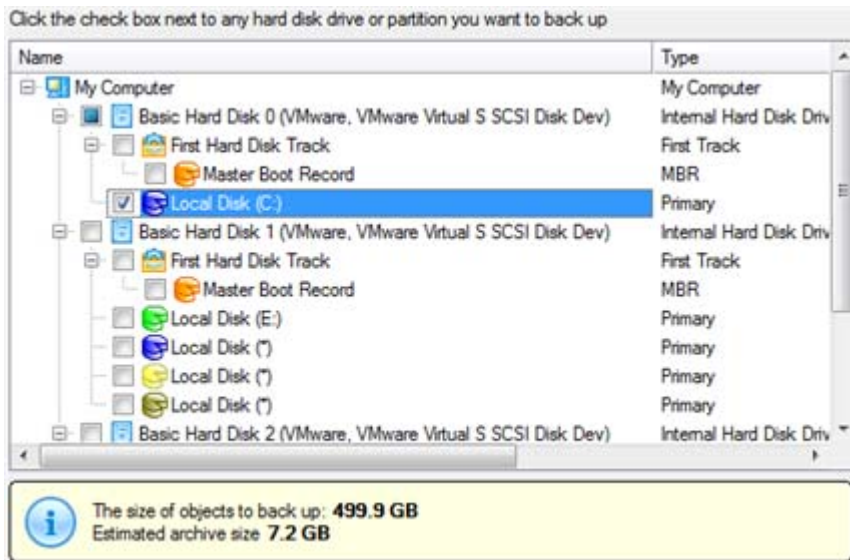 Click the check box next to any hard disk drive or partition you want to back up
Name Type
My Computer My Computer
Basic Hard Disk 0 (VMware, VMware Virtual S SCSI Disk Dev) Internal Hard Disk Driv
First Hard Disk Track First Track
Master Boot Record MBR
Local Disk (C:) Primary
Basic Hard Disk 1 (VMware, VMware Virtual S SCSI Disk Dev) Internal Hard Disk Driv
First Hard Disk Track First Track
Master Boot Record MBR
Local Disk (E:) Primary
Local Disk (*) Primary
Local Disk (*) Primary
Local Disk (*) Primary
Basic Hard Disk 2 (VMware, VMware Virtual S SCSI Disk Dev) Internal Hard Disk Driv
The size of objects to back up: 499.9 GB
Estimated archive size 7.2 GB